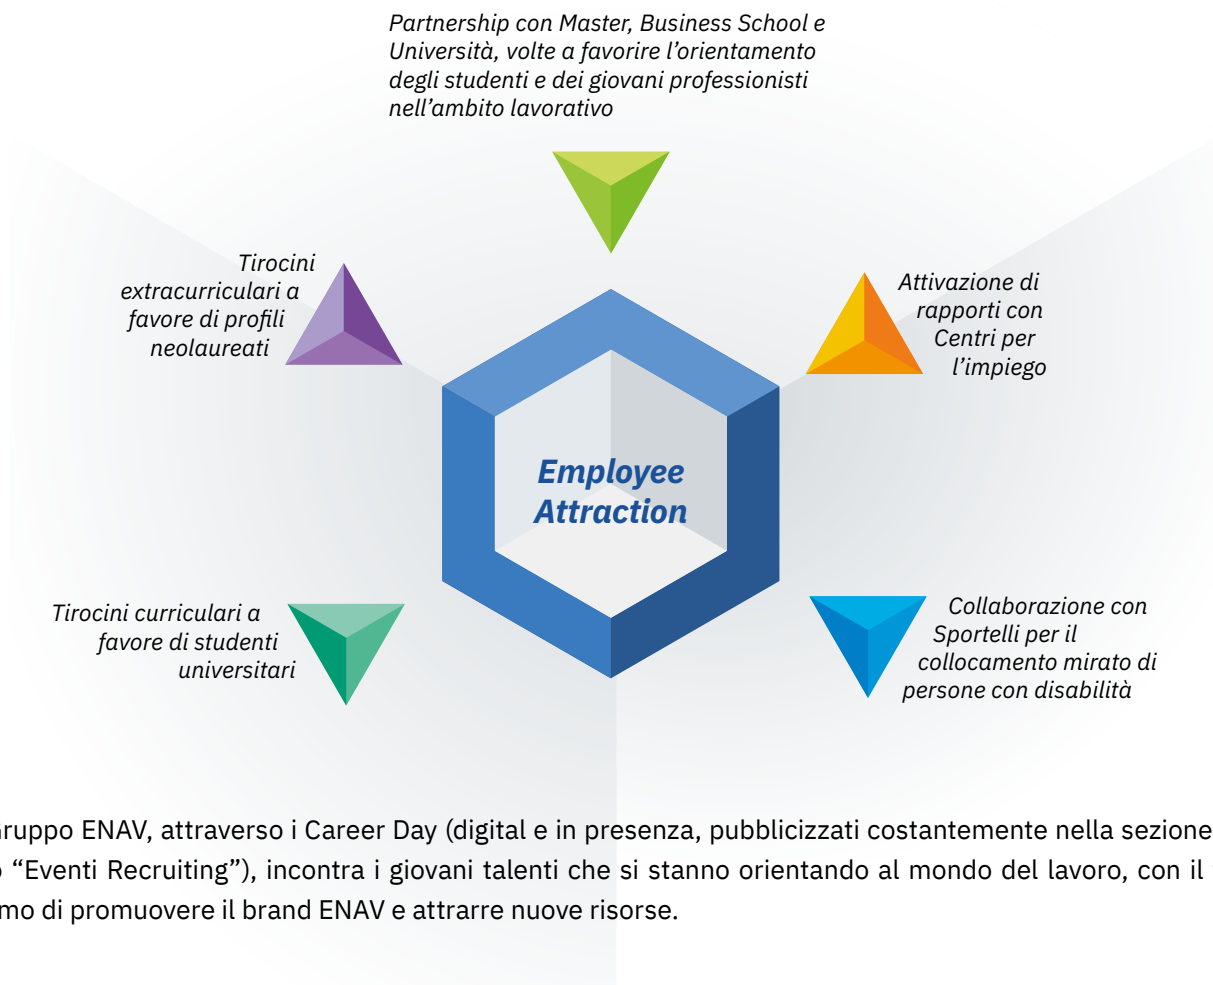 Partnership con Master, Business School e
Università, volte a favorire l’orientamento
degli studenti e dei giovani professionisti
nell’ambito lavorativo
Tirocini
extracurriculari a
favore di profili
neolaureati
Attivazione di
rapporti con
Centri per
l’impiego
Employee
Attraction
Tirocini curriculari a
favore di studenti
universitari
Collaborazione con
Sportelli per il
collocamento mirato di
persone con disabilità
ENAV, attraverso i Career Day (digital e in presenza, pubblicizzati costantemente nella sezione
“Eventi Recruiting”), incontra i giovani talenti che si stanno orientando al mondo del lavoro, con il
di promuovere il brand ENAV e attrarre nuove risorse.